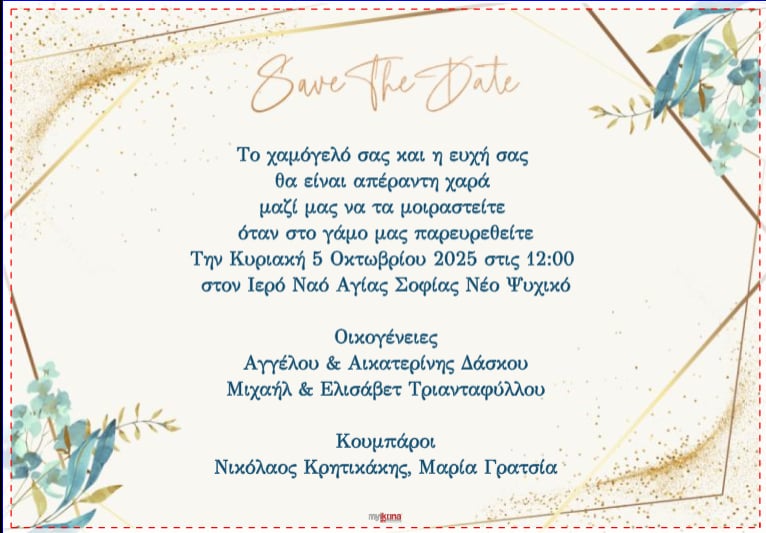 Save The Date
Το χαμόγελό σας και η ευχή σας
θα είναι απέραντη χαρά
μαζί μας να τα μοιραστείτε
όταν στο γάμο μας παρευρεθείτε
Την Κυριακή 5 Οκτωβρίου 2025 στις 12:00
στον Ιερό Ναό Αγίας Σοφίας Νέο Ψυχικό
Οικογένειες
Αγγέλου & Αικατερίνης Δάσκου
Μιχαήλ & Ελισάβετ Τριανταφύλλου
Κουμπάροι
Νικόλαος Κρητικάκης, Μαρία Γρατσία